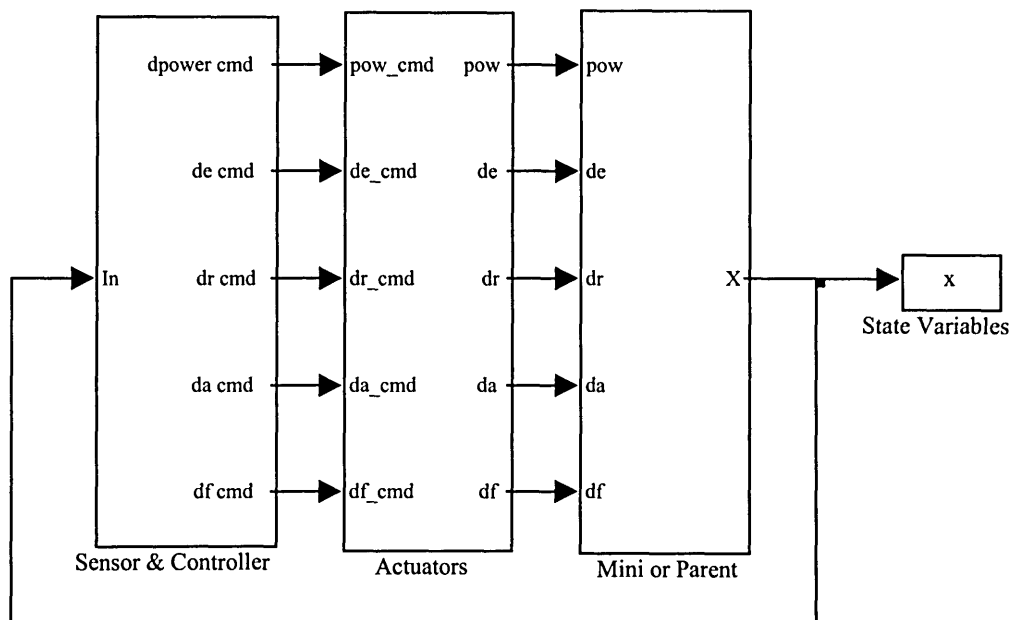 dpower cmd pow_cmd pow pow
de cmd de_cmd de de
In dr cmd dr_cmd dr dr X x
State Variables
da cmd da_cmd da da
df cmd df_cmd df df
Sensor & Controller Actuators Mini or Parent